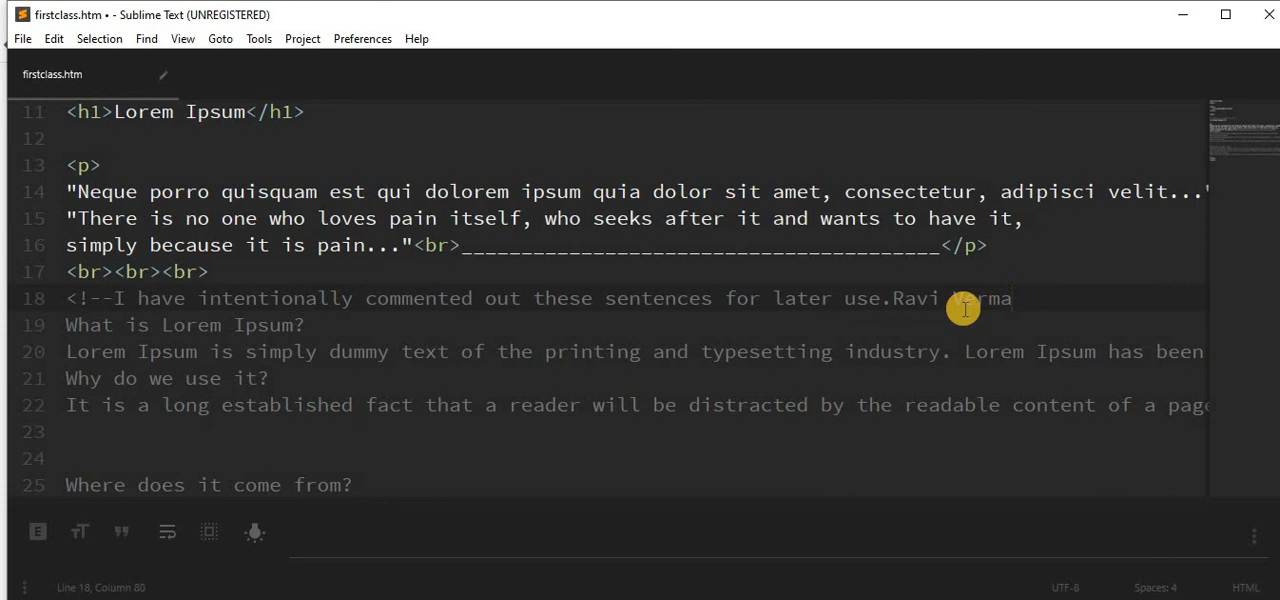 firstclass.htm • - Sublime Text (UNREGISTERED)
File Edit Selection Find View Goto Tools Project Preferences Help
firstclass.htm
11 <h1>Lorem Ipsum</h1>
12
13 <p>
14 "Neque porro quisquam est qui dolorem ipsum quia dolor sit amet, consectetur, adipisci velit..."
15 "There is no one who loves pain itself, who seeks after it and wants to have it,
16 simply because it is pain..."<br>________________________________________</p>
17 <br><br><br>
18 <!--I have intentionally commented out these sentences for later use.Ravi Varma
19 What is Lorem Ipsum?
20 Lorem Ipsum is simply dummy text of the printing and typesetting industry. Lorem Ipsum has been
21 Why do we use it?
22 It is a long established fact that a reader will be distracted by the readable content of a page
23
24
25 Where does it come from?
Line 18, Column 80 UTF-8 Spaces: 4 HTML